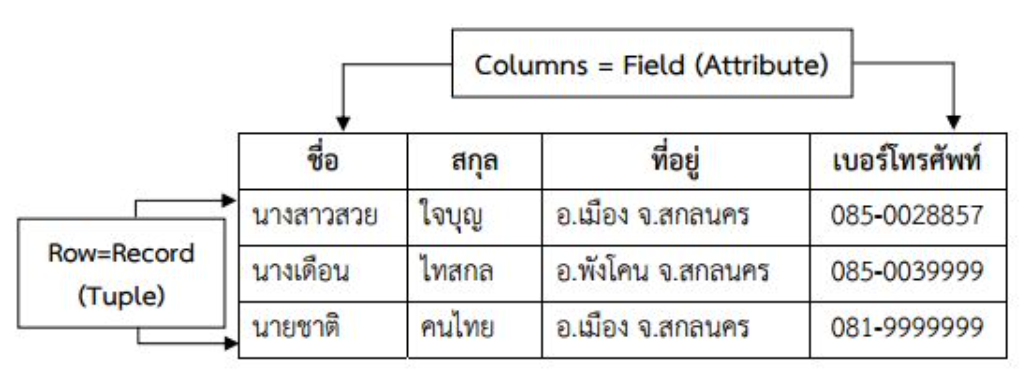 Columns = Field (Attribute)
ชื่อ สกุล ที่อยู่ เบอร์โทรศัพท์
นางสาวสวย ใจบุญ อ.เมือง จ.สกลนคร 085-0028857
Row=Record
(Tuple)
นางเดือน ไทสกล อ.พังโคน จ.สกลนคร 085-0039999
นายชาติ คนไทย อ.เมือง จ.สกลนคร 081-9999999